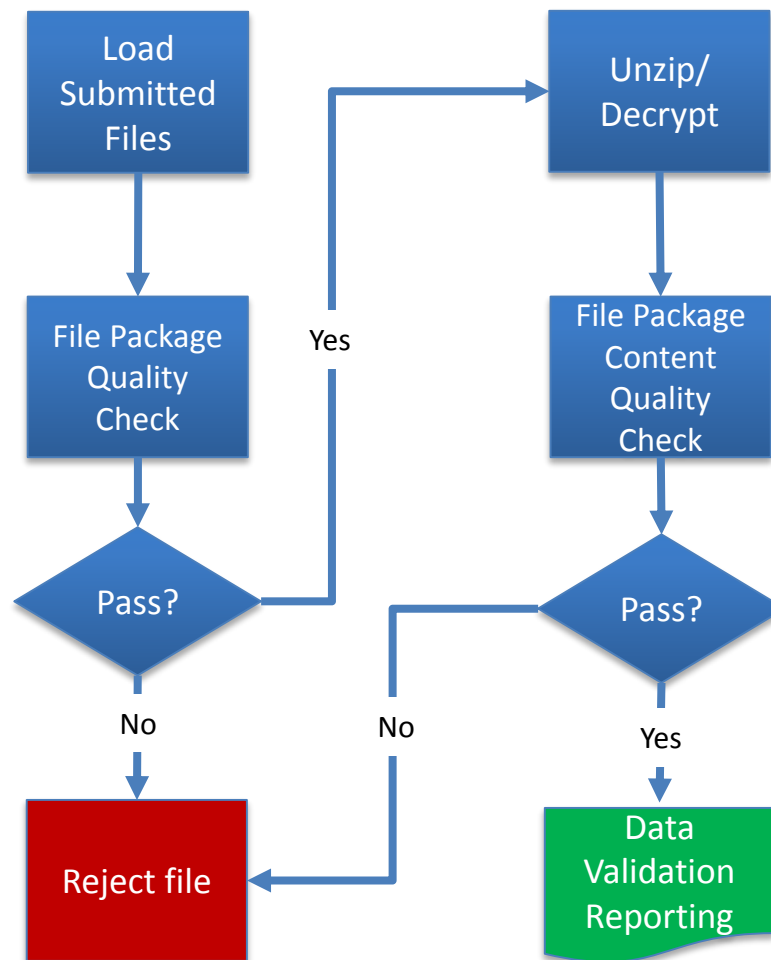 Load
Submitted
Files
File Package
Quality
Check
Pass?
No
Reject file
Yes
Unzip/
Decrypt
File Package
Content
Quality
Check
Pass?
No
Yes
Data
Validation
Reporting